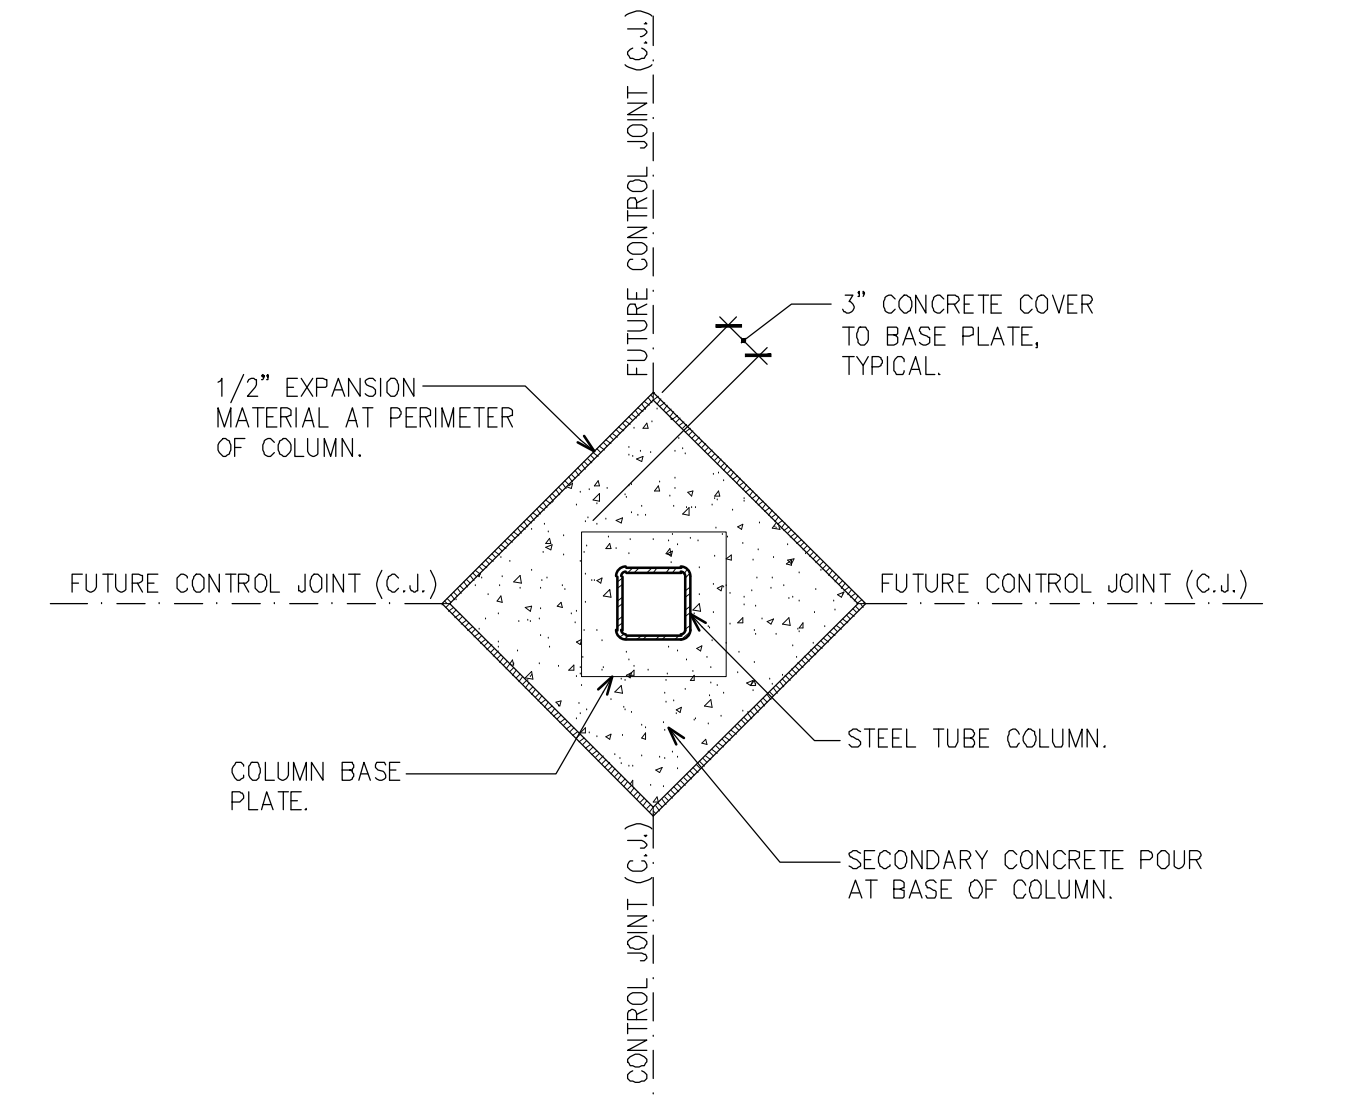 FUTURE CONTROL JOINT (C.J.)
3" CONCRETE COVER
TO BASE PLATE,
TYPICAL.
1/2" EXPANSION
MATERIAL AT PERIMETER
OF COLUMN.
FUTURE CONTROL JOINT (C.J.)
FUTURE CONTROL JOINT (C.J.)
STEEL TUBE COLUMN.
COLUMN BASE
PLATE.
SECONDARY CONCRETE POUR
AT BASE OF COLUMN.
CONTROL JOINT (C.J.)